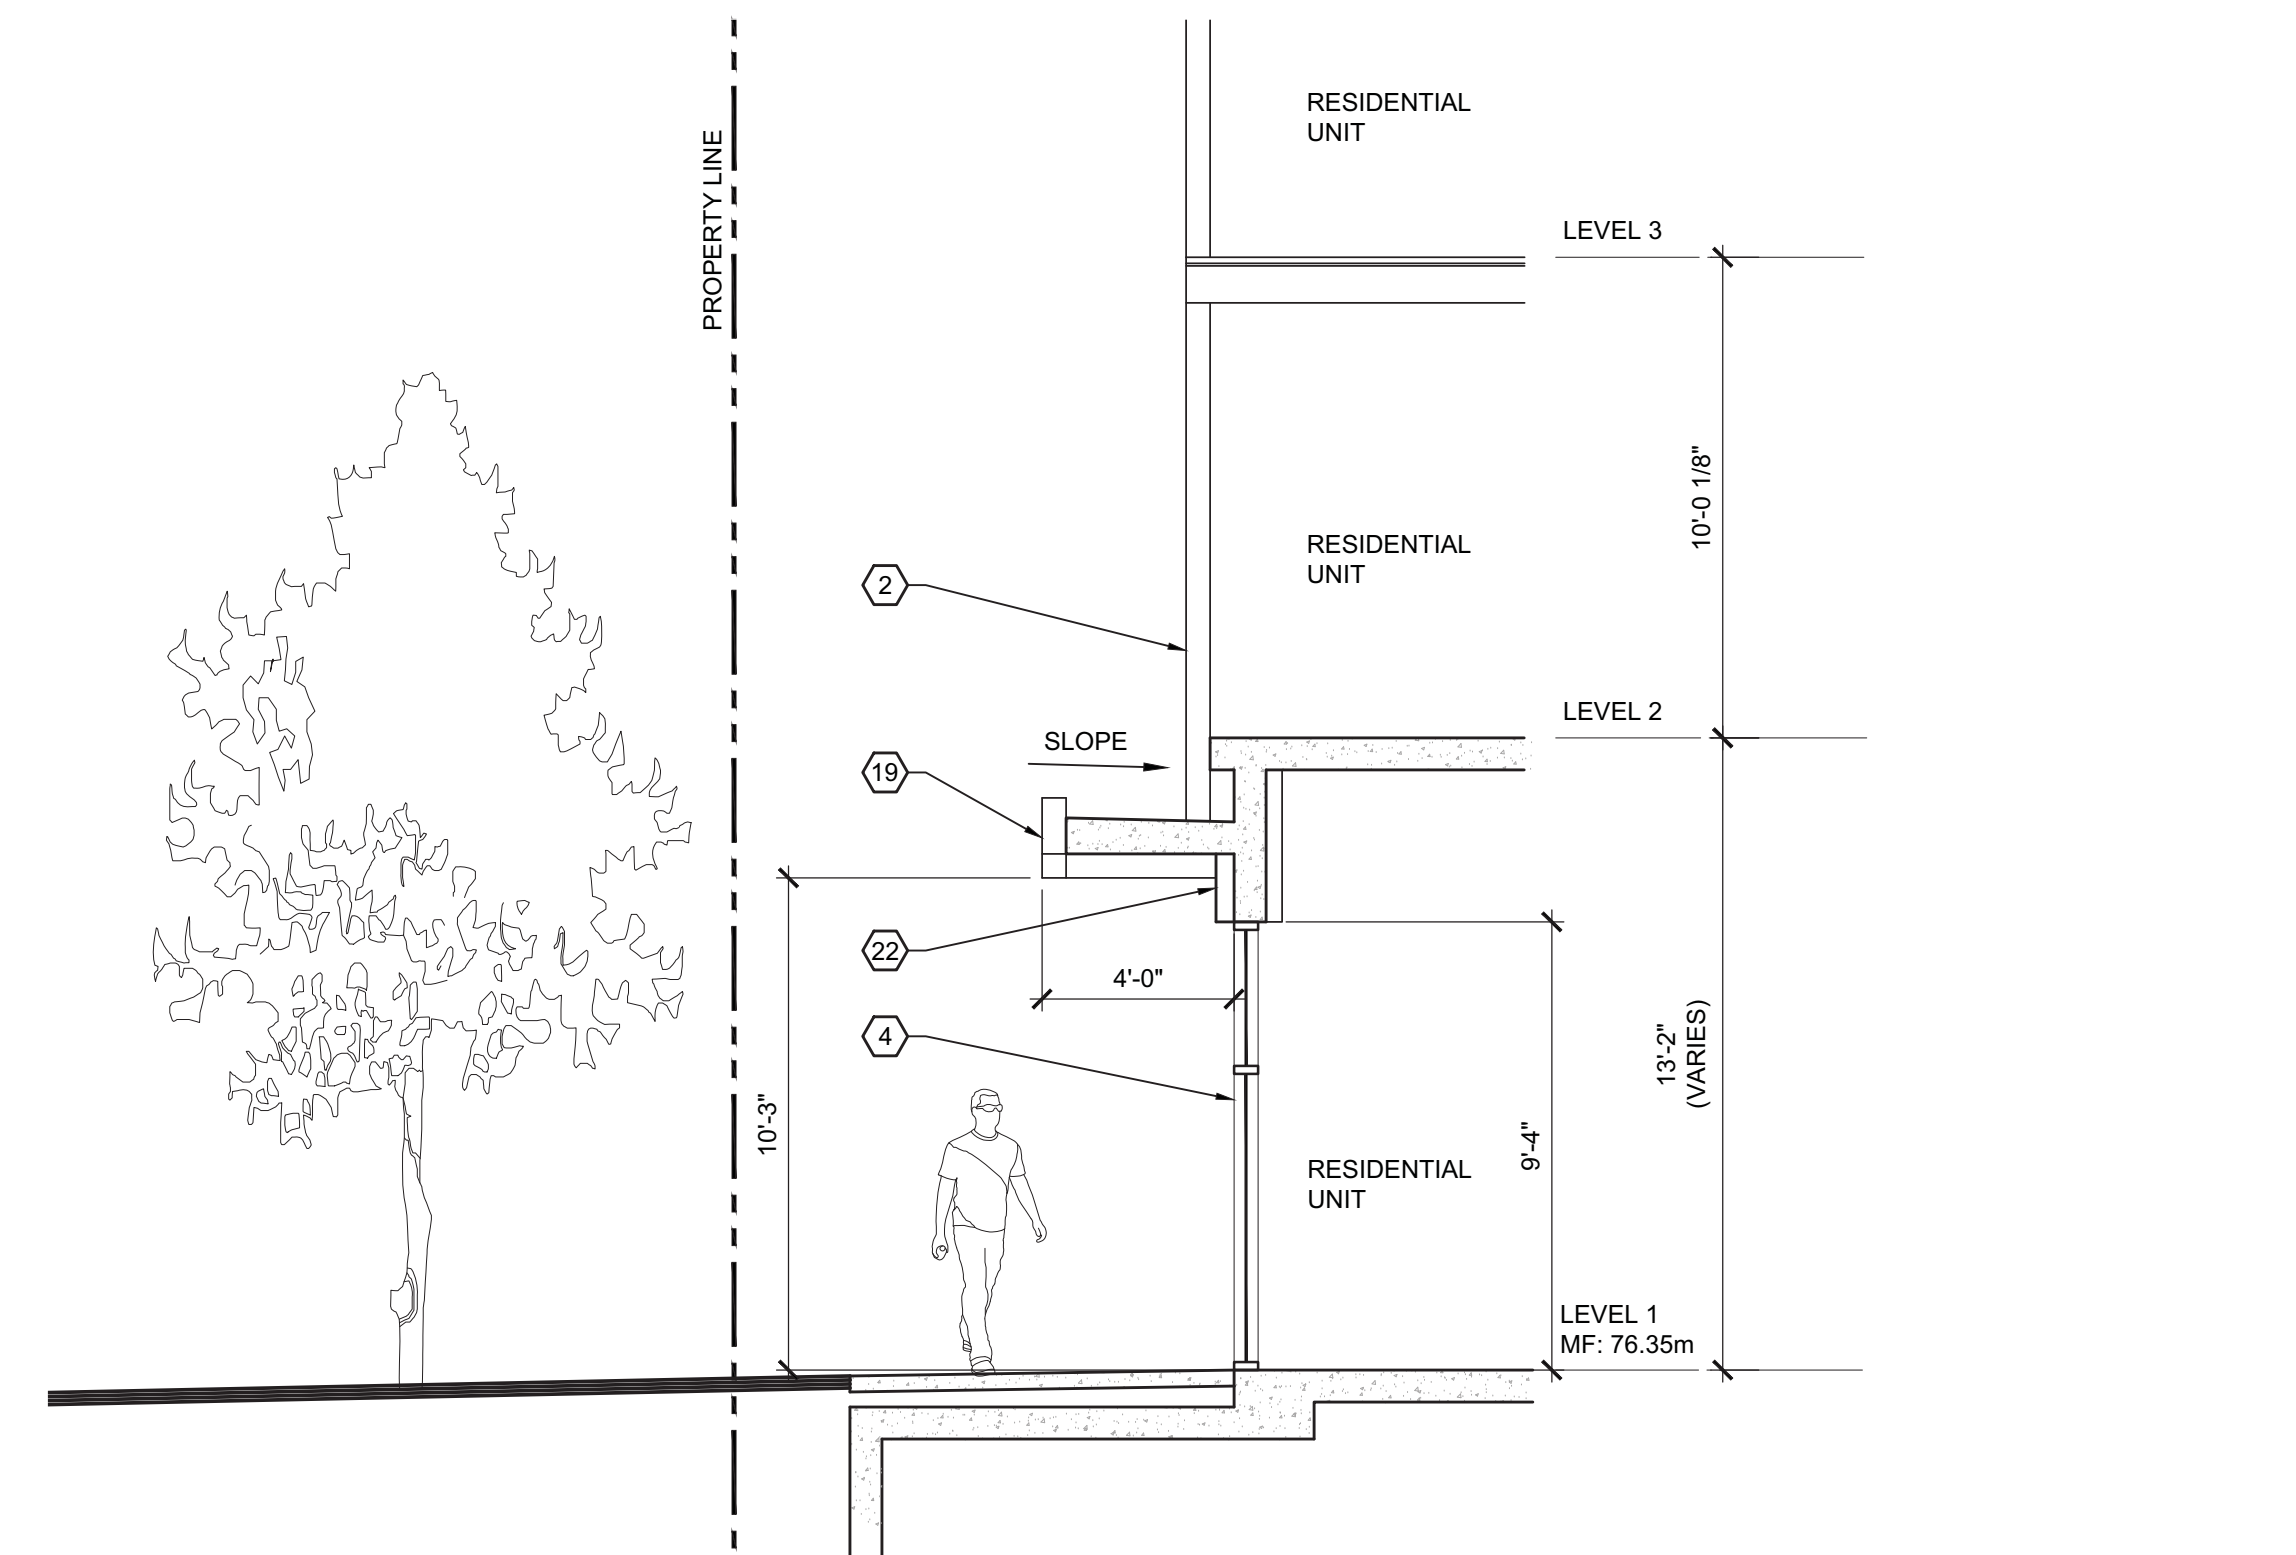 RESIDENTIAL
UNIT
PROPERTY LINE
LEVEL 3
10'-0 1/8"
RESIDENTIAL
UNIT
2
LEVEL 2
SLOPE
19
22
4'-0"
4
13'-2"
(VARIES)
10'-3"
9'-4"
RESIDENTIAL
UNIT
LEVEL 1
MF: 76.35m